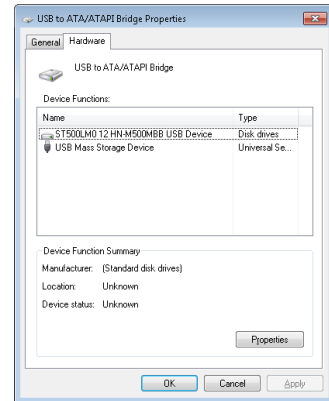 USB to ATA/ATAPI Bridge Properties
General Hardware
USB to ATA/ATAPI Bridge
Device Functions:
Name Type
ST500LM0 12 HN-M500MBB USB Device Disk drives
USB Mass Storage Device Universal Se...
Device Function Summary
Manufacturer: (Standard disk drives)
Location: Unknown
Device status: Unknown
Properties
OK Cancel Apply